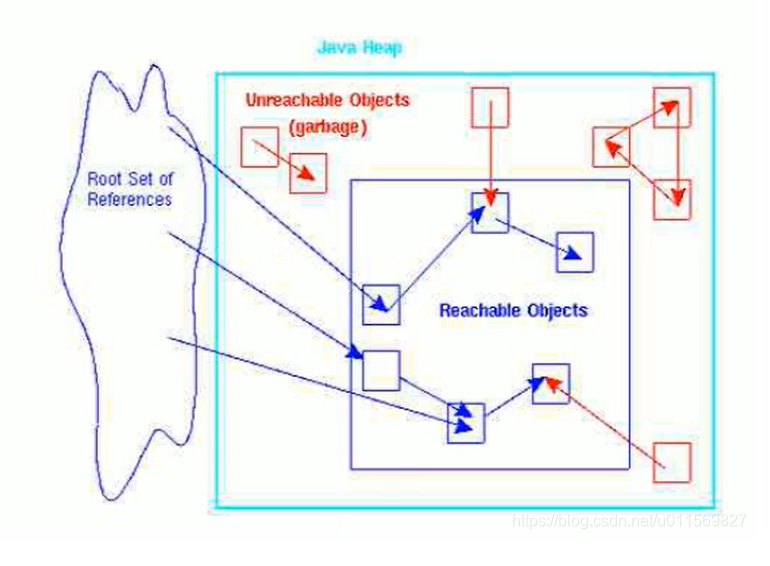 Java Heap
Unreachable Objects
(garbage)
Root Set of
References
Reachable Objects
https://blog.csdn.net/u011569827